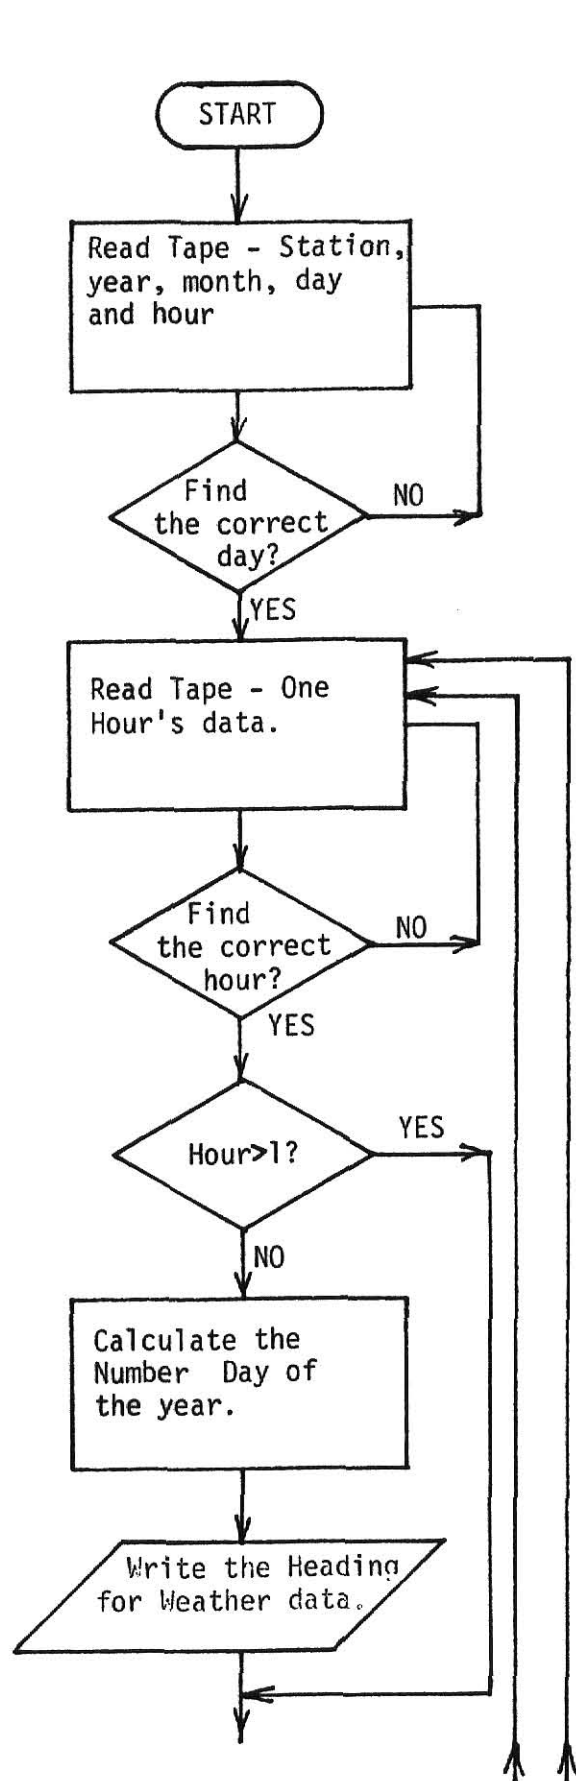 START
Read Tape - Station,
year, month, day
and hour
Find
the correct
day?
NO
YES
Read Tape - One
Hour's data.
Find
the correct
hour?
NO
YES
Hour>1?
YES
NO
Calculate the
Number Day of
the year.
Write the Heading
for Weather data.